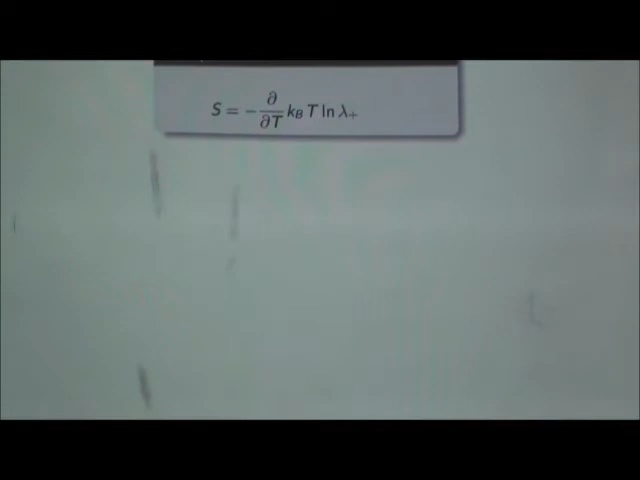 S = −∂/∂T k_B T ln λ₊